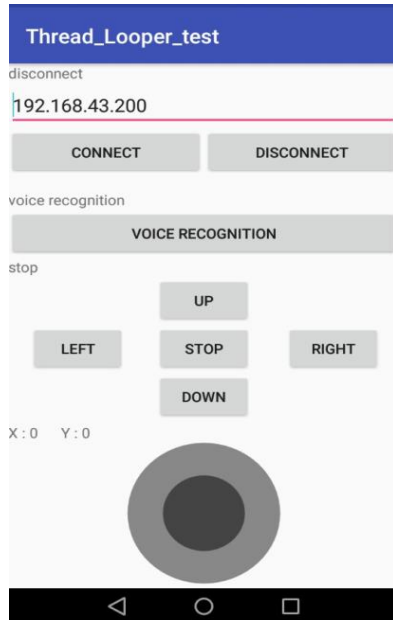 Thread_Looper_test
disconnect
192.168.43.200
CONNECT DISCONNECT
voice recognition
VOICE RECOGNITION
stop
UP
LEFT STOP RIGHT
DOWN
X : 0 Y : 0